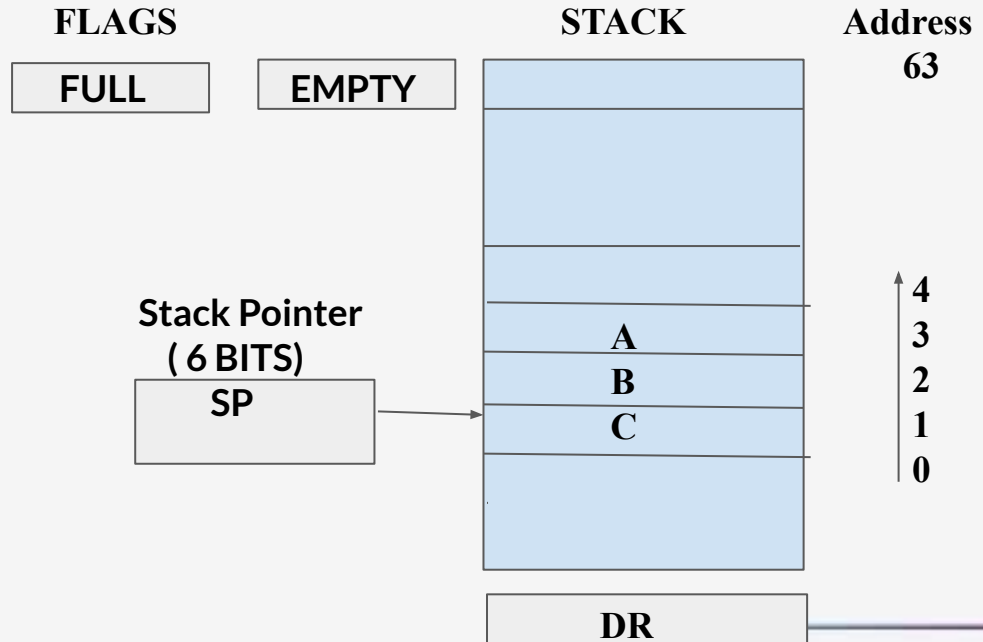 FLAGS
STACK
Address
63
FULL
EMPTY
4
Stack Pointer
( 6 BITS)
SP
A
3
B
2
C
1
0
DR